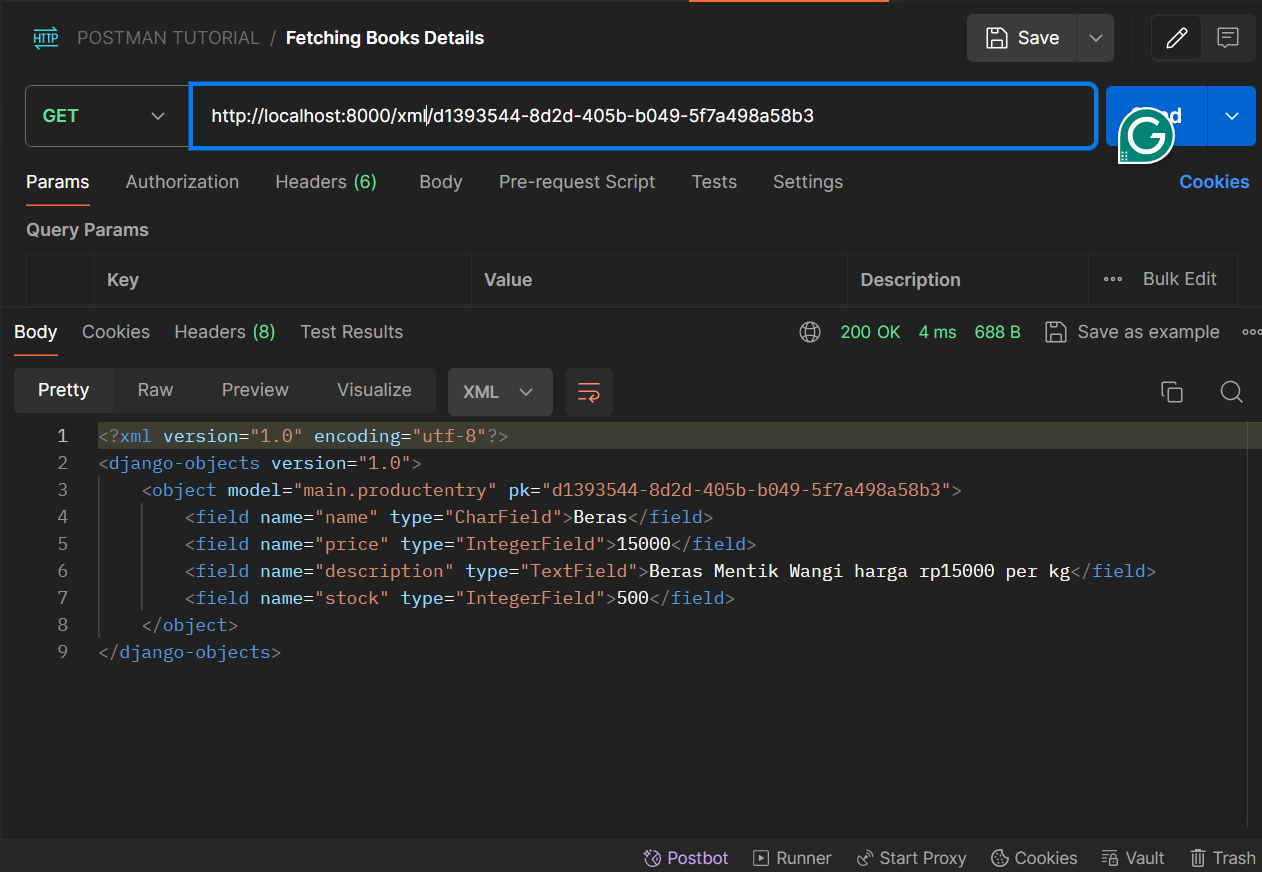 HTTP POSTMAN TUTORIAL / Fetching Books Details Save
GET http://localhost:8000/xml/d1393544-8d2d-405b-b049-5f7a498a58b3
Params Authorization Headers (6) Body Pre-request Script Tests Settings Cookies
Query Params
Key Value Description Bulk Edit
Body Cookies Headers (8) Test Results 200 OK 4 ms 688 B Save as example
Pretty Raw Preview Visualize XML
1 <?xml version="1.0" encoding="utf-8"?>
2 <django-objects version="1.0">
3 <object model="main.productentry" pk="d1393544-8d2d-405b-b049-5f7a498a58b3">
4 <field name="name" type="CharField">Beras</field>
5 <field name="price" type="IntegerField">15000</field>
6 <field name="description" type="TextField">Beras Mentik Wangi harga rp15000 per kg</field>
7 <field name="stock" type="IntegerField">500</field>
8 </object>
9 </django-objects>
Postbot Runner Start Proxy Cookies Vault Trash